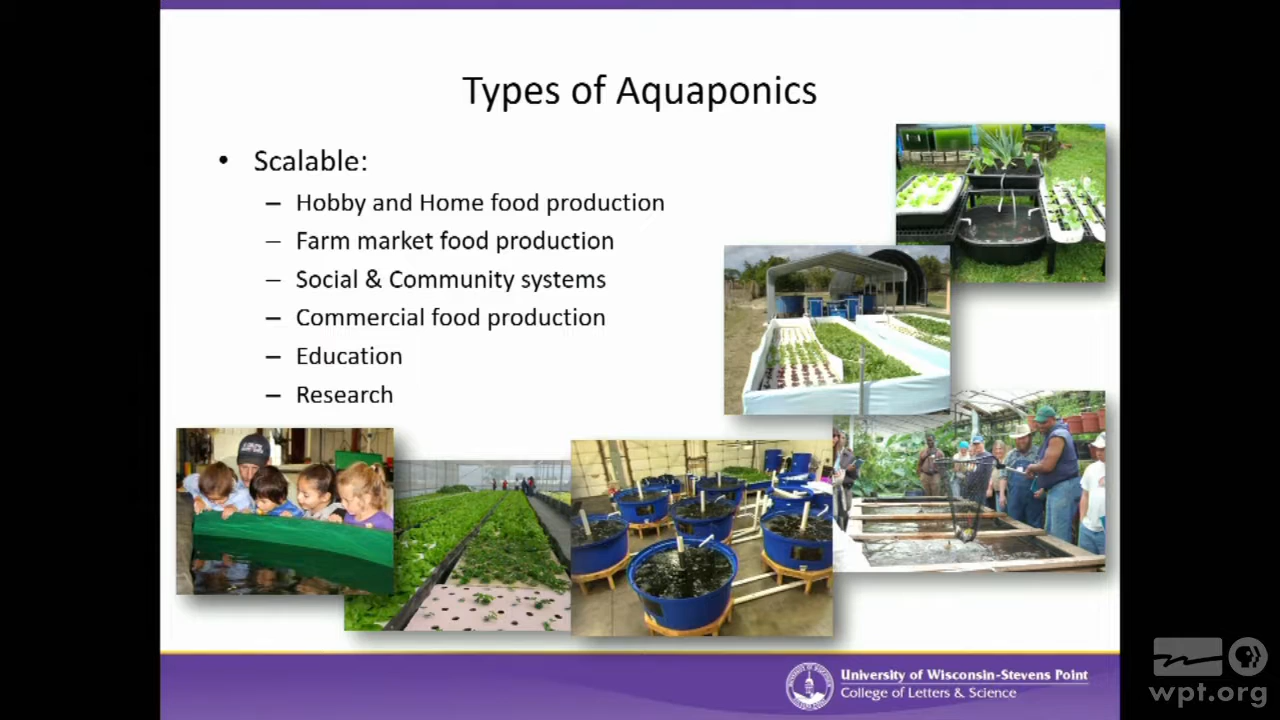 Types of Aquaponics
• Scalable:
– Hobby and Home food production
– Farm market food production
– Social & Community systems
– Commercial food production
– Education
– Research
University of Wisconsin-Stevens Point
College of Letters & Science
wpt.org